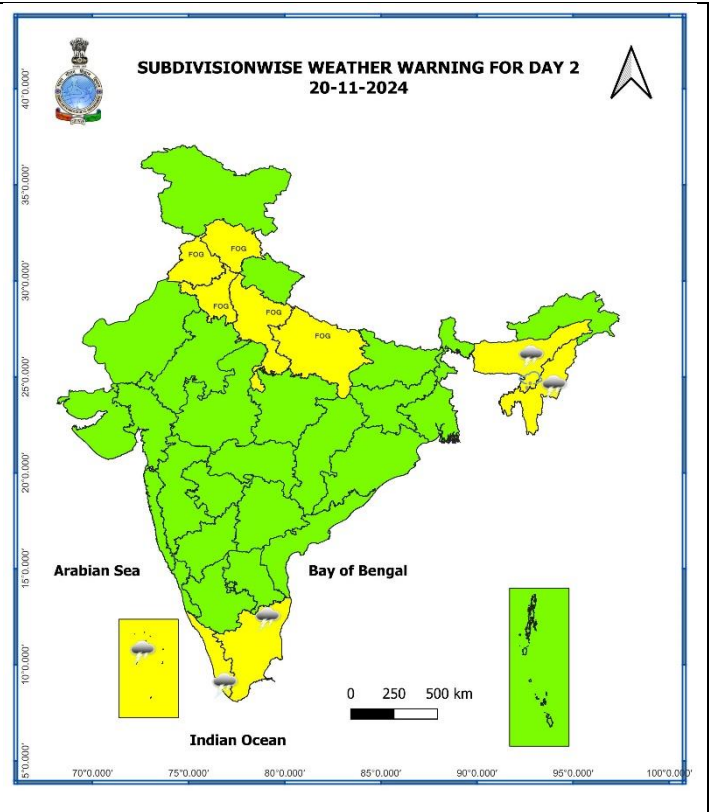 SUBDIVISIONWISE WEATHER WARNING FOR DAY 2
20-11-2024
40°0.000'
35°0.000'
30°0.000'
25°0.000'
20°0.000'
15°0.000'
10°0.000'
5°0.000'
FOG
FOG
FOG
FOG
FOG
Arabian Sea
Bay of Bengal
0 250 500 km
Indian Ocean
70°0.000' 75°0.000' 80°0.000' 85°0.000' 90°0.000' 95°0.000' 100°0.000'